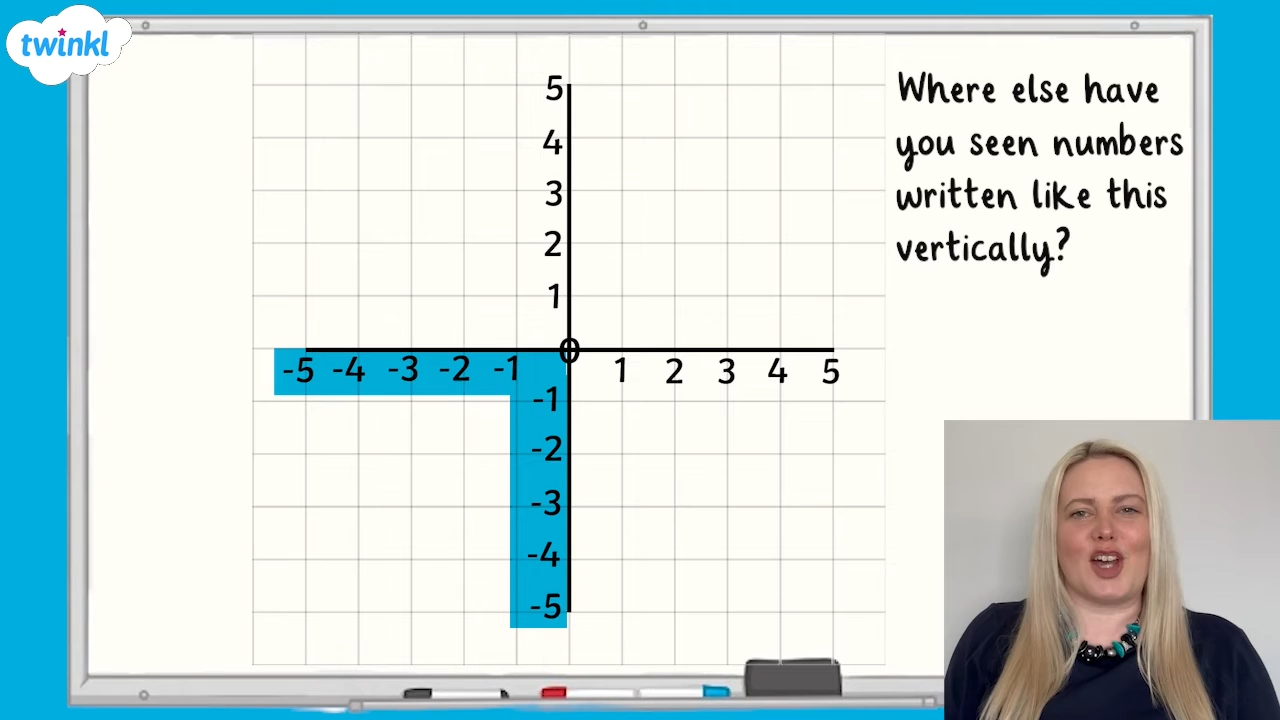 twinkl
Where else have
you seen numbers
written like this
vertically?
5
4
3
2
1
0
-5 -4 -3 -2 -1
1 2 3 4 5
-1
-2
-3
-4
-5